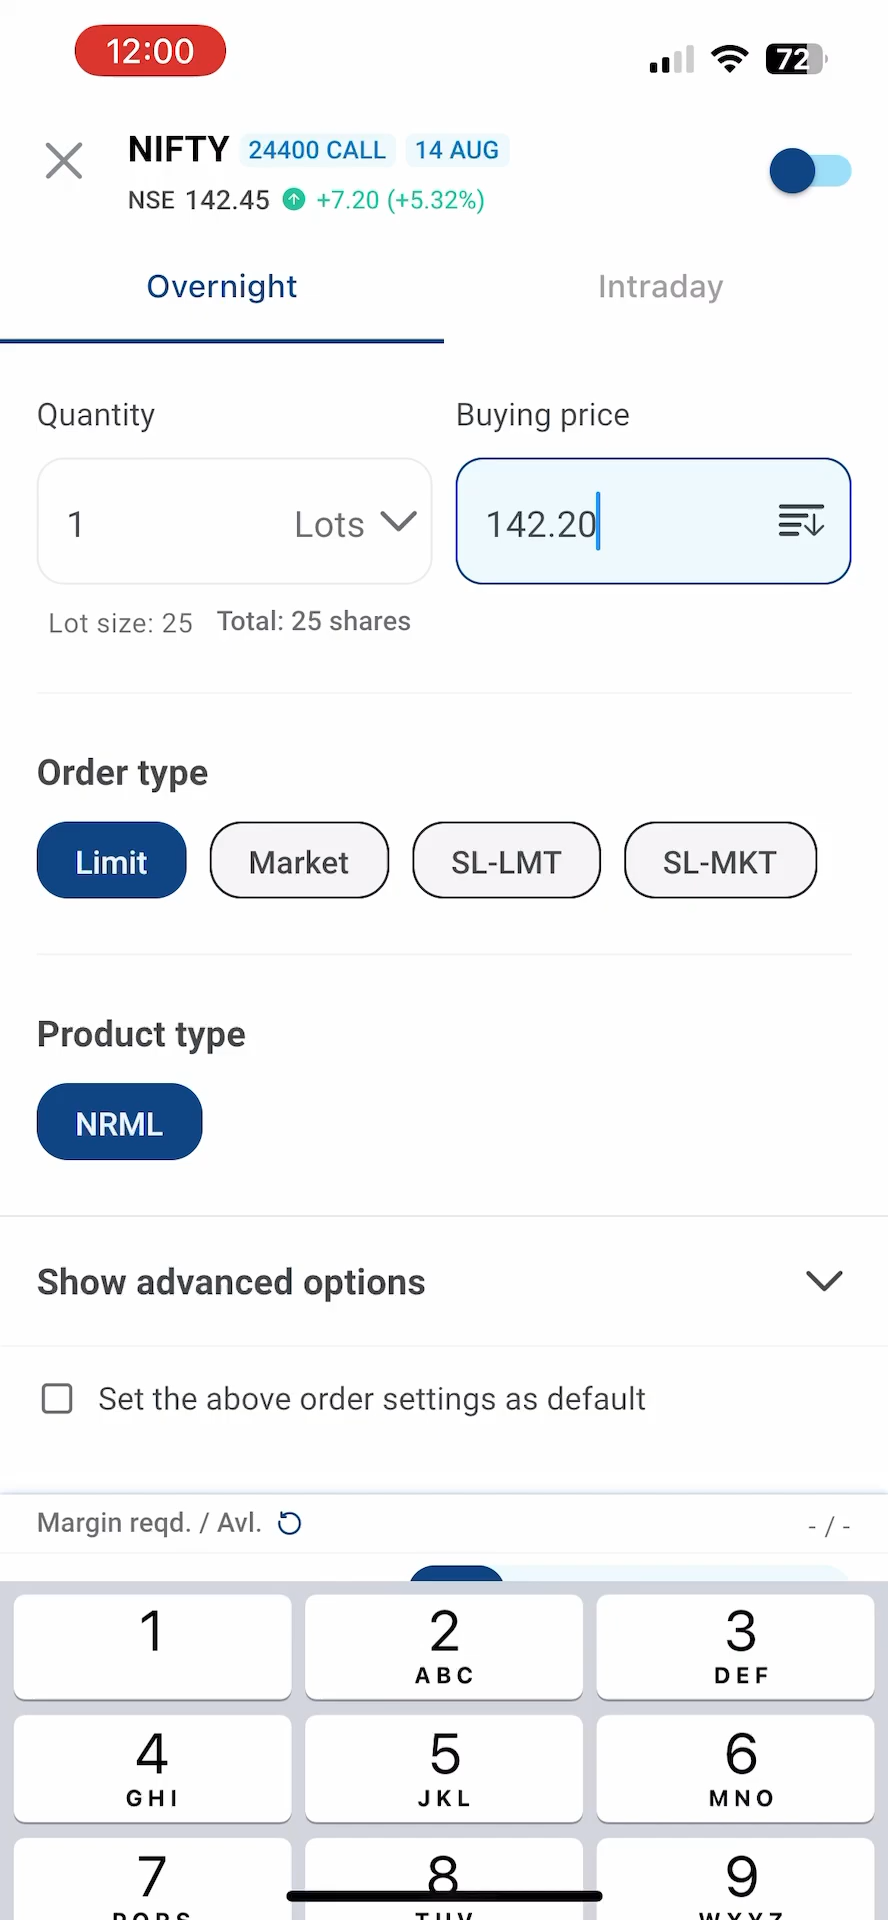 12:00
72
NIFTY 24400 CALL 14 AUG
NSE 142.45 +7.20 (+5.32%)
Overnight Intraday
Quantity Buying price
1 Lots 142.20
Lot size: 25 Total: 25 shares
Order type
Limit Market SL-LMT SL-MKT
Product type
NRML
Show advanced options
Set the above order settings as default
Margin reqd. / Avl. - / -
1 2 3
ABC DEF
4 5 6
GHI JKL MNO
7 8 9
PQRS TUV WXYZ